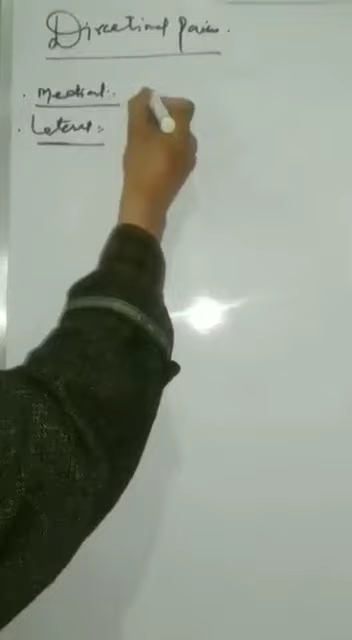 Directional Pairs.
. Medial:.
. Lateral: